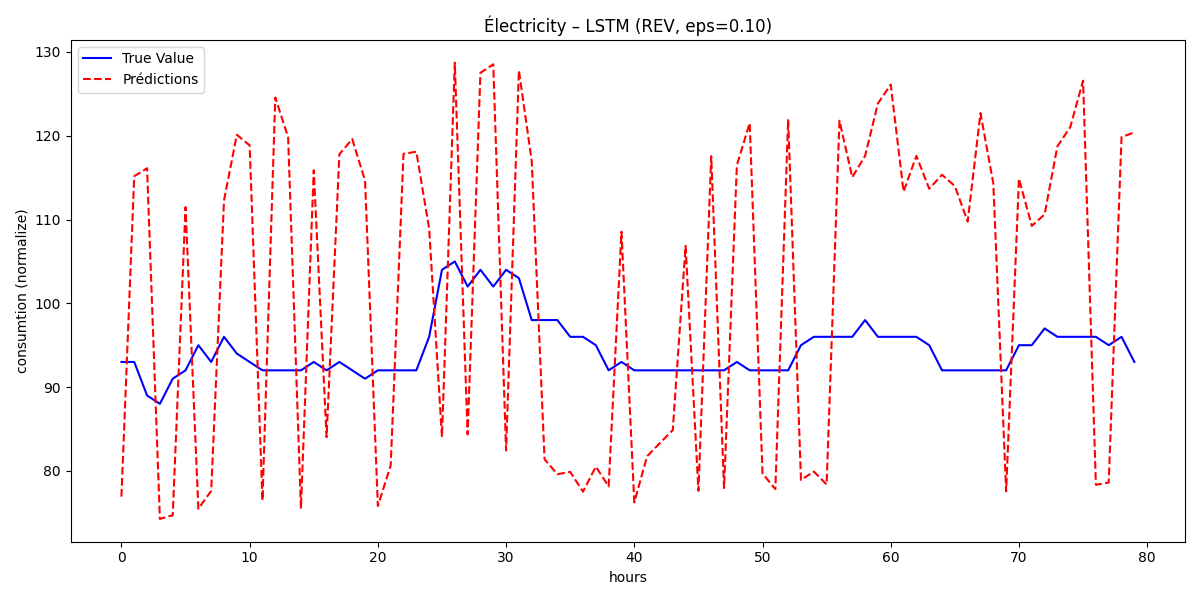 Électricity – LSTM (REV, eps=0.10)
True Value
Prédictions
consumtion (normalize)
130
120
110
100
90
80
0 10 20 30 40 50 60 70 80
hours